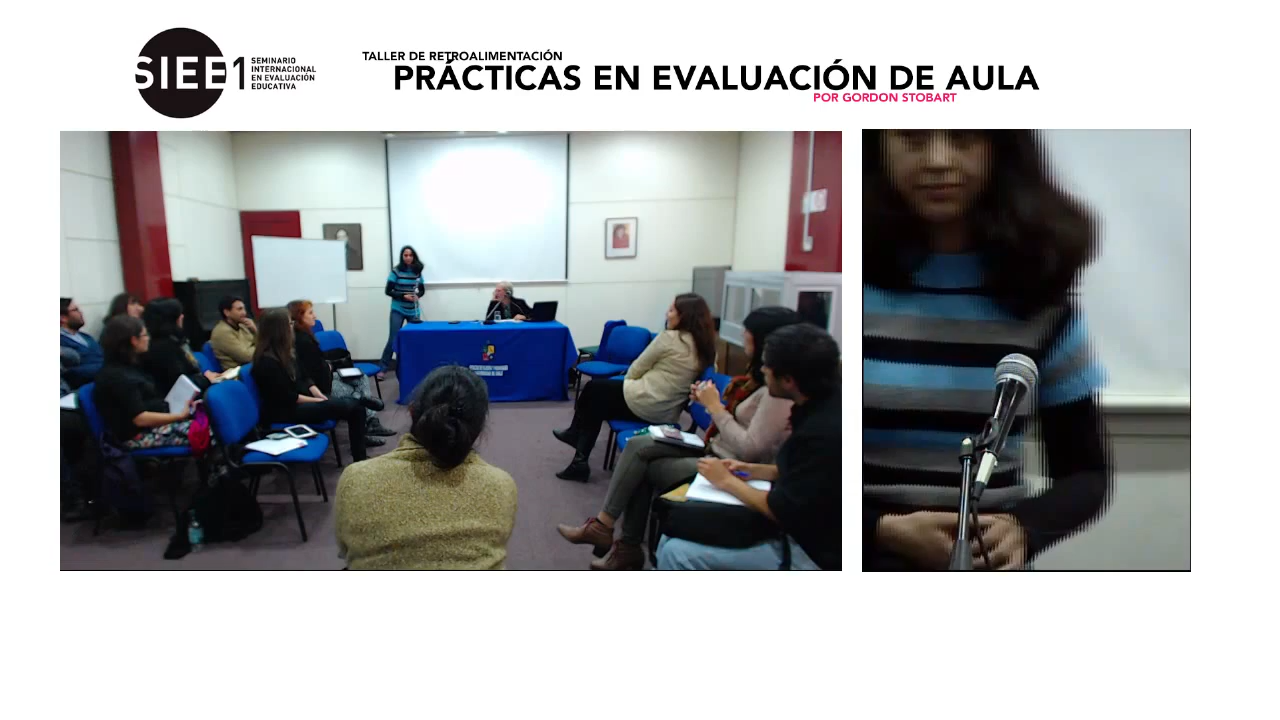 SIEE1
SEMINARIO
INTERNACIONAL
EN EVALUACIÓN
EDUCATIVA
TALLER DE RETROALIMENTACIÓN
PRÁCTICAS EN EVALUACIÓN DE AULA
POR GORDON STOBART